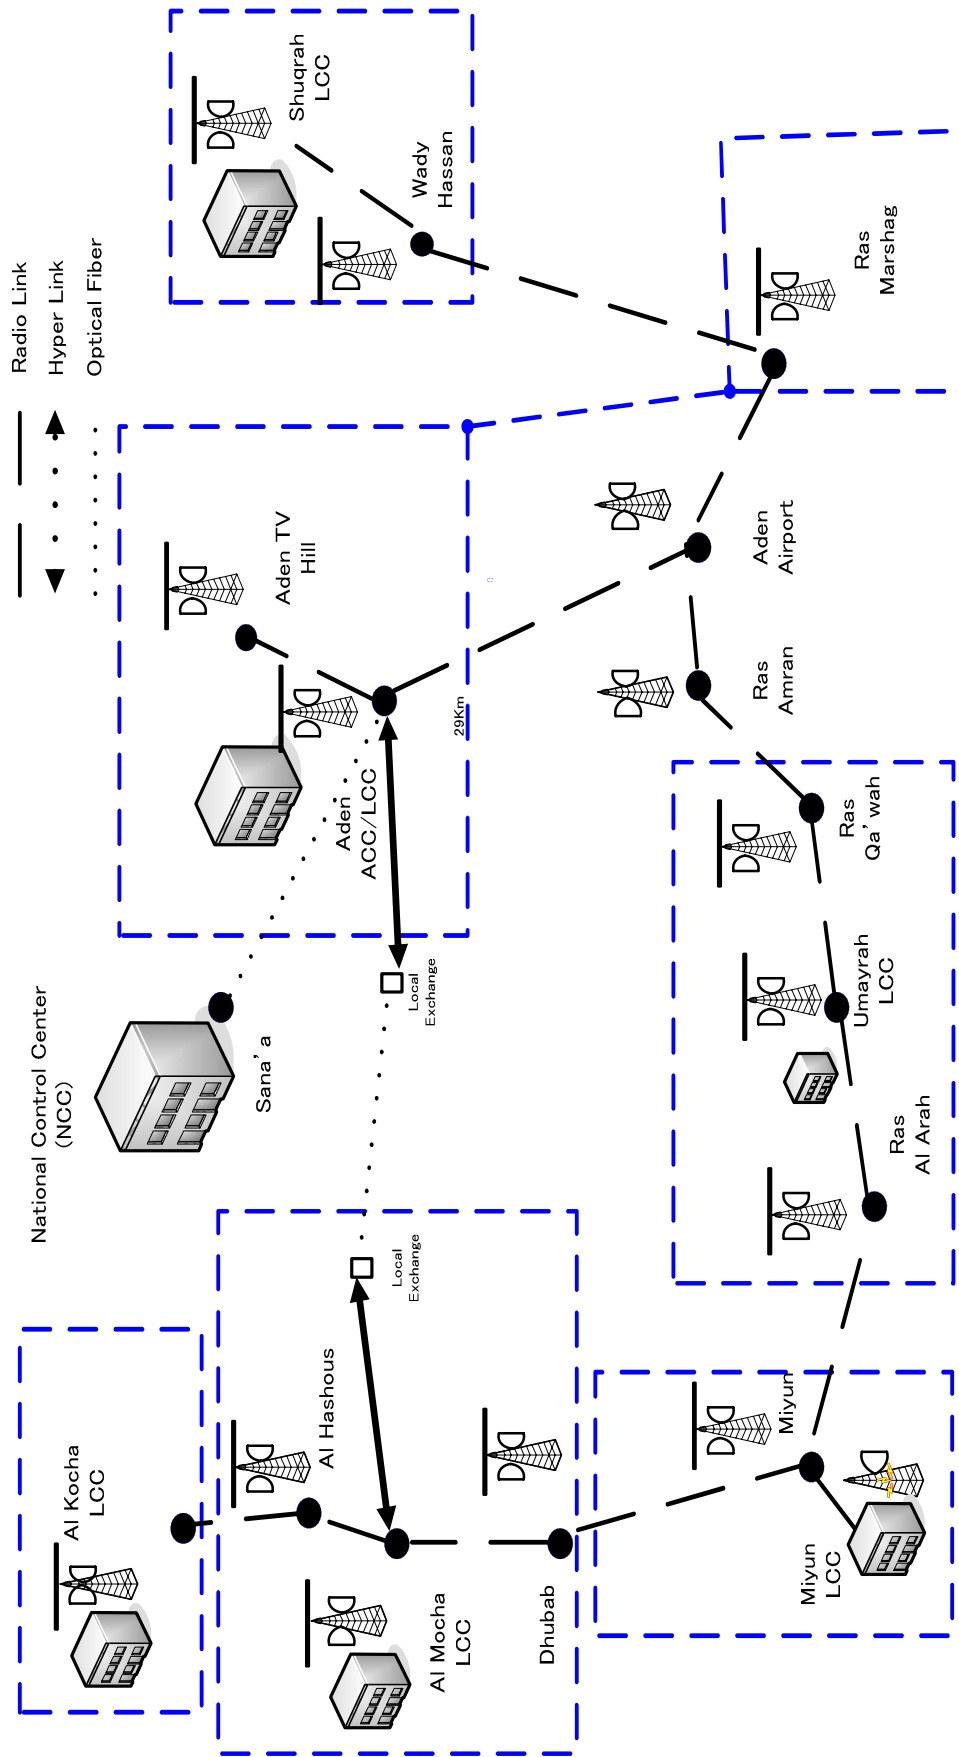 National Control Center
(NCC)
Radio Link
Hyper Link
Optical Fiber
Al Kocha
LCC
Sana' a
Al Hashous
Local
Exchange
Local
Exchange
Aden
ACC/LCC
29Km
Aden TV
Hill
Shuqrah
LCC
Wady
Hassan
Al Mocha
LCC
Dhubab
Miyun
Miyun
LCC
Ras
Al Arah
Umayrah
LCC
Ras
Qa' wah
Ras
Amran
Aden
Airport
Ras
Marshag